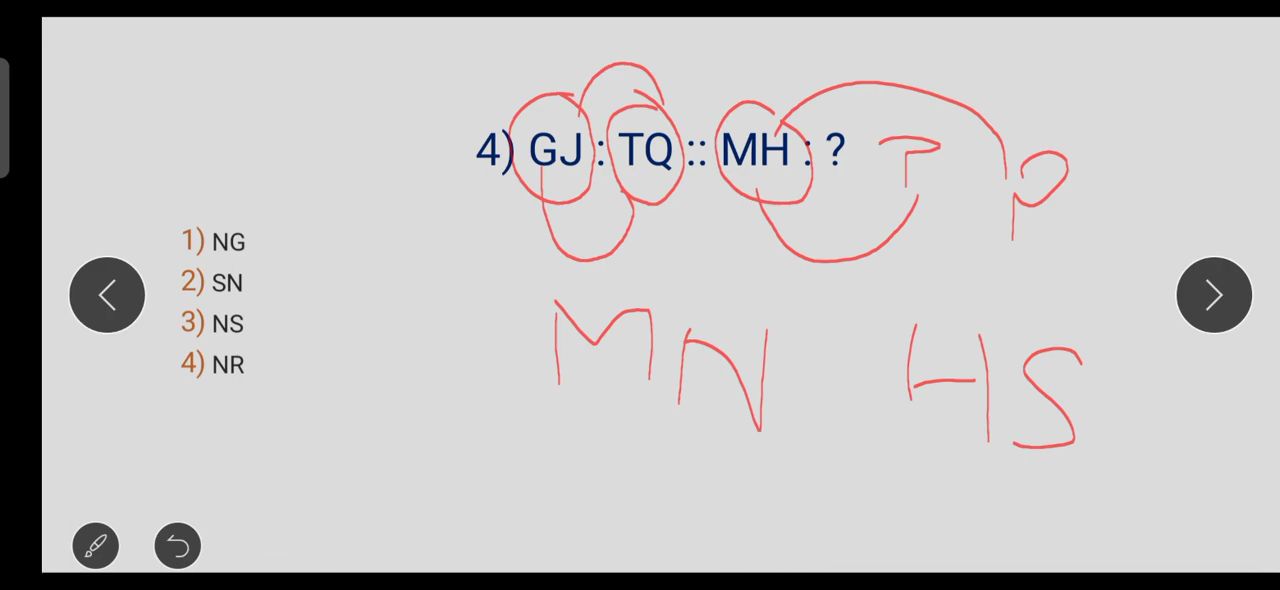 4) GJ : TQ :: MH : ? P P
1) NG
2) SN
3) NS
4) NR
MN HS